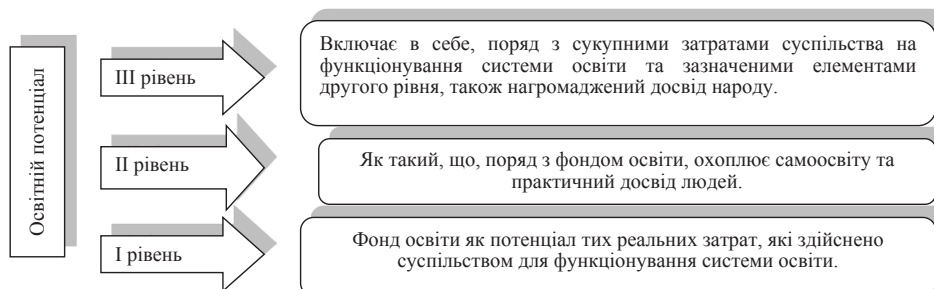 Освітній потенціал
III рівень
Включає в себе, поряд з сукупними затратами суспільства на
функціонування системи освіти та зазначеними елементами
другого рівня, також нагромаджений досвід народу.
II рівень
Як такий, що, поряд з фондом освіти, охоплює самоосвіту та
практичний досвід людей.
I рівень
Фонд освіти як потенціал тих реальних затрат, які здійснено
суспільством для функціонування системи освіти.